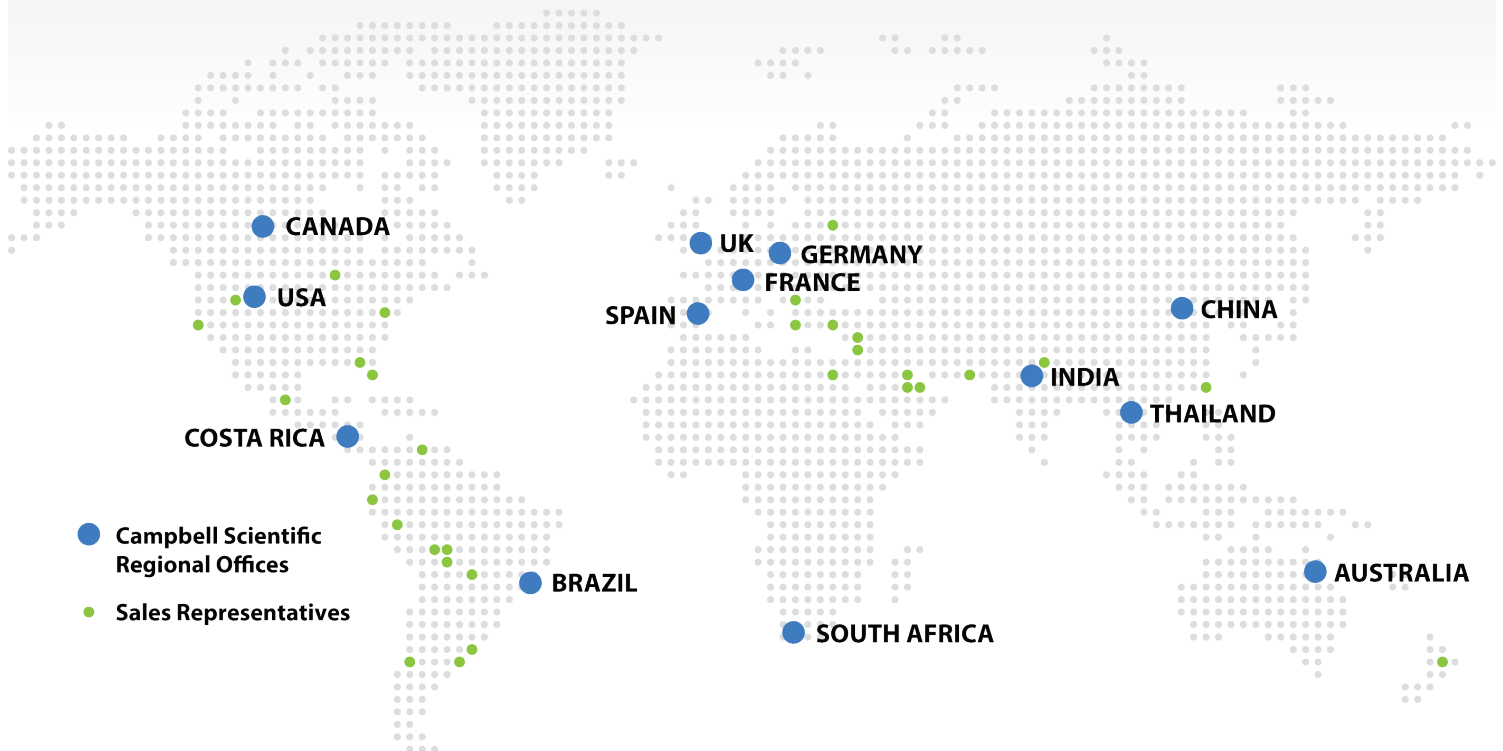 CANADA
UK
GERMANY
FRANCE
USA
SPAIN
CHINA
INDIA
THAILAND
COSTA RICA
Campbell Scientific
Regional Offices
BRAZIL
AUSTRALIA
Sales Representatives
SOUTH AFRICA